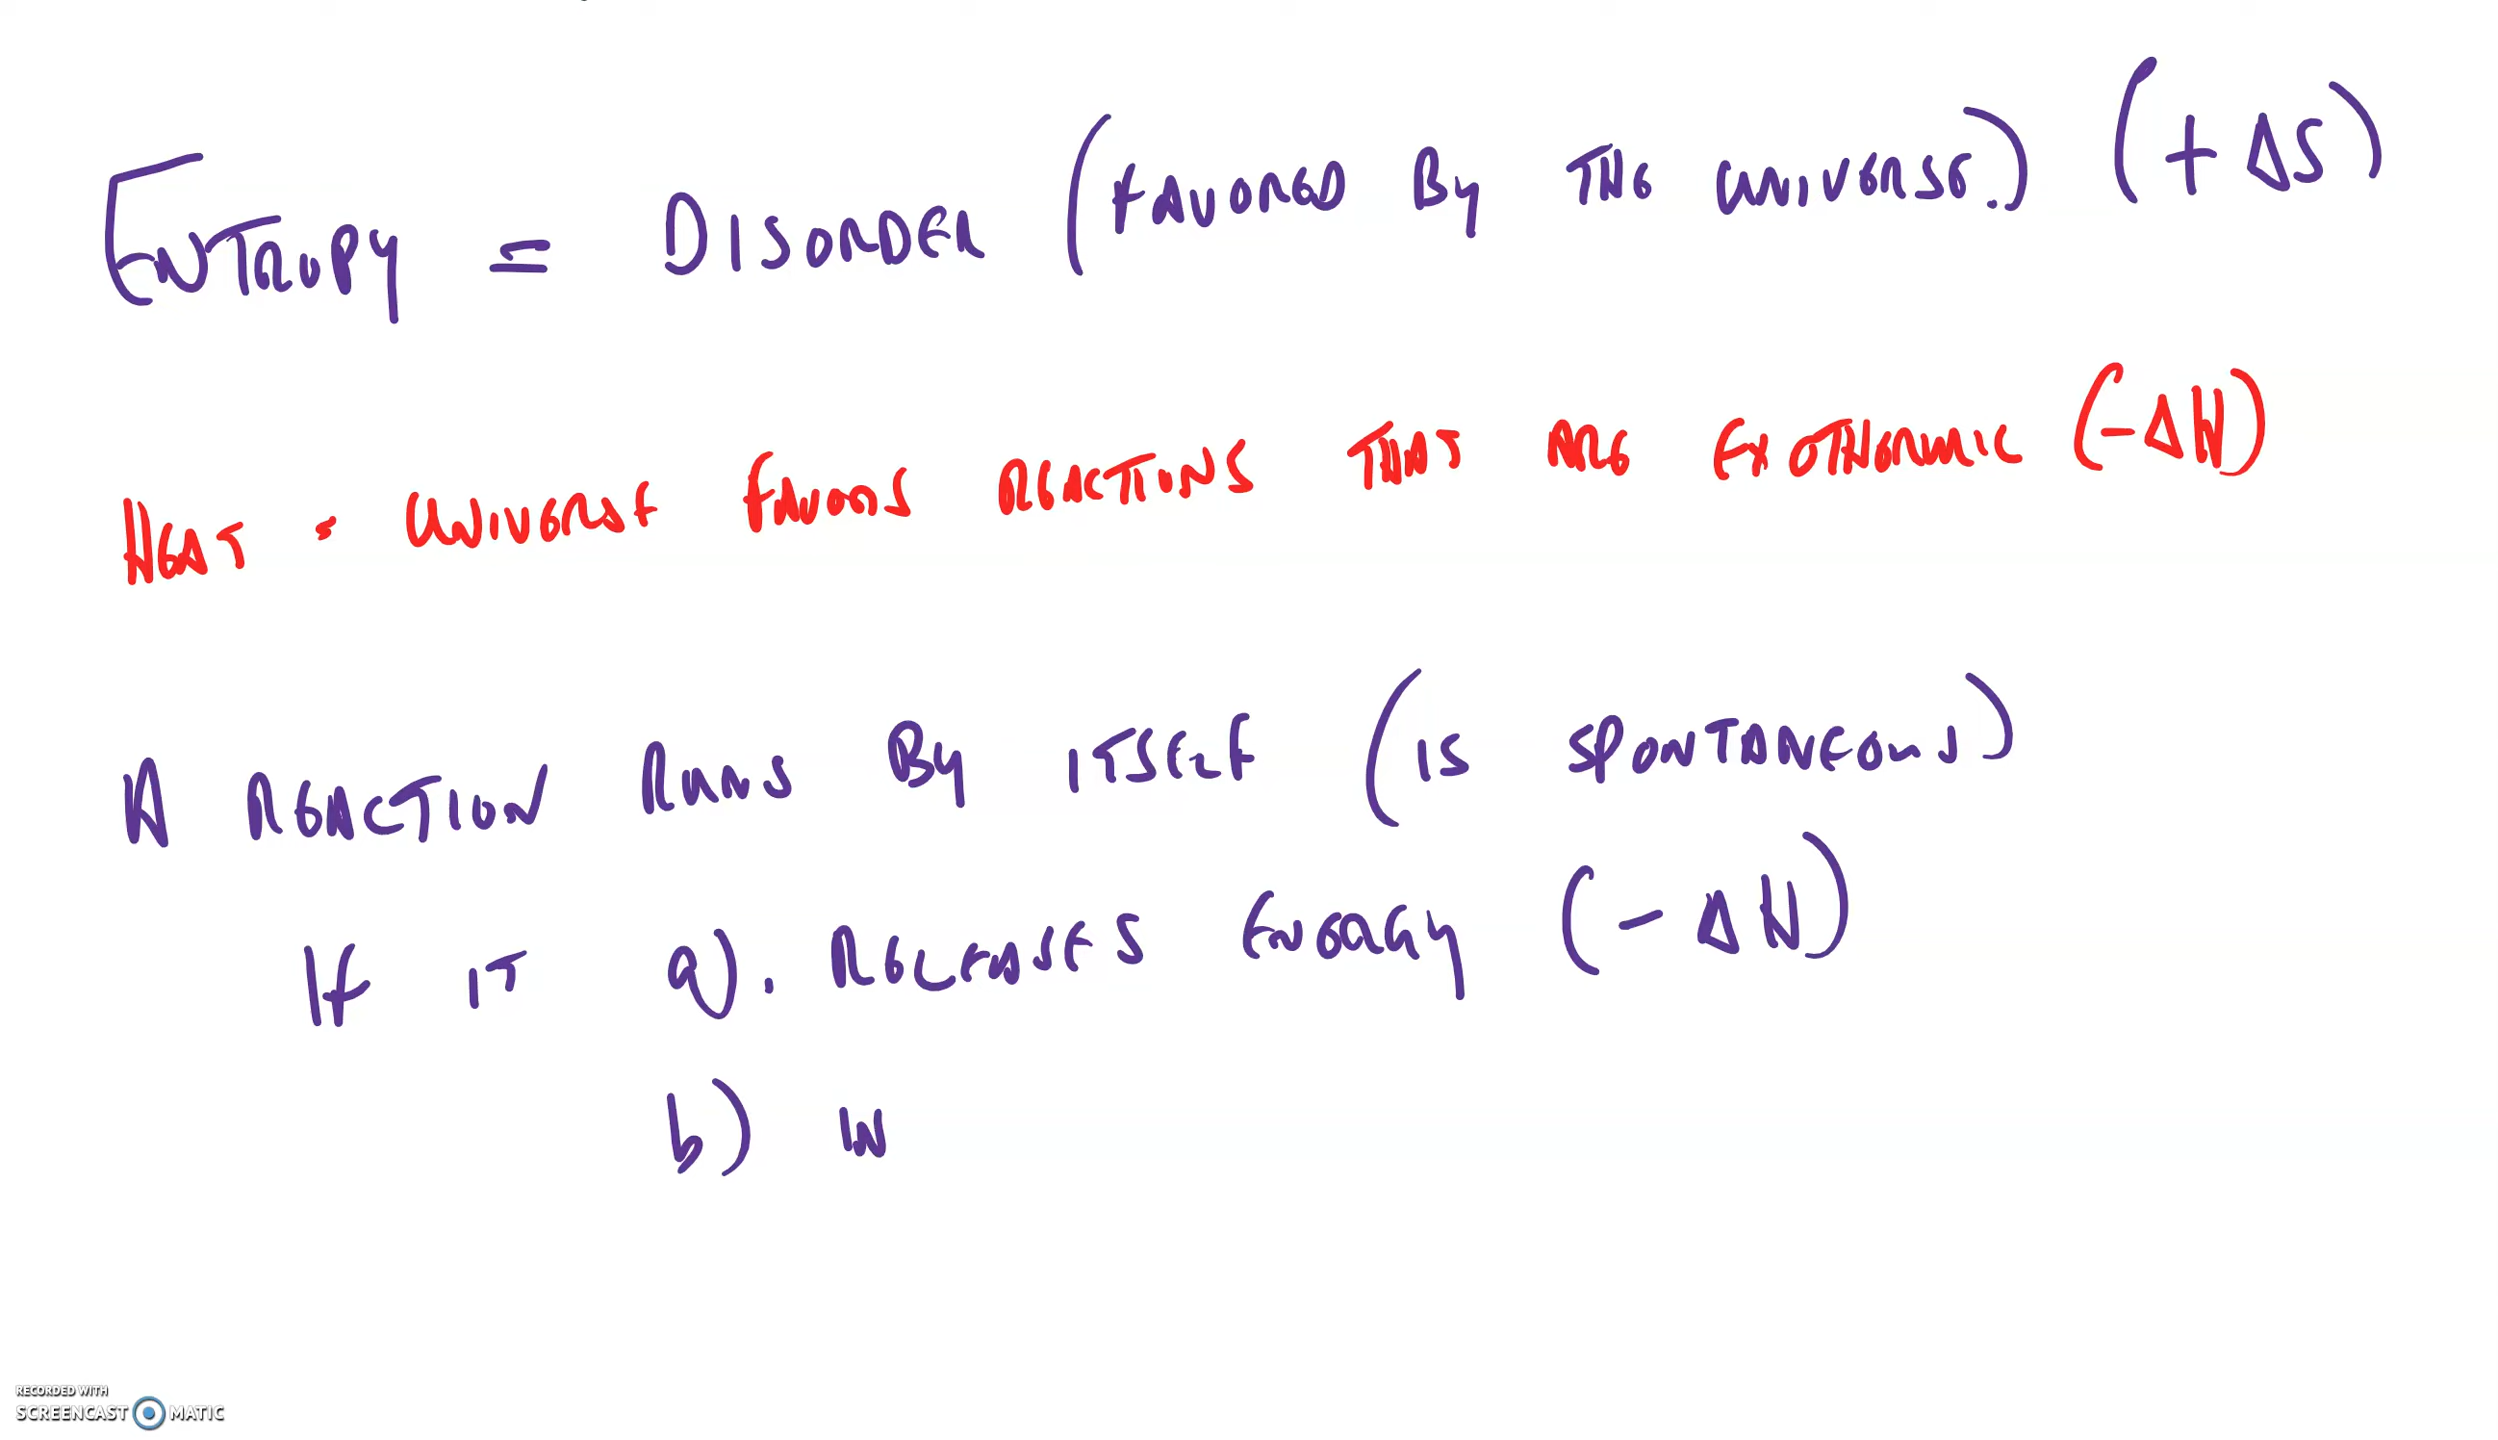 Entropy = Disorder (favored by the universe.) (+ ΔS)
Heat : universe favors reactions that are exothermic (- ΔH)
A reaction runs by itself (is spontaneous)
If it a). Releases energy (- ΔH)
b) In
RECORDED WITH
SCREENCAST MATIC